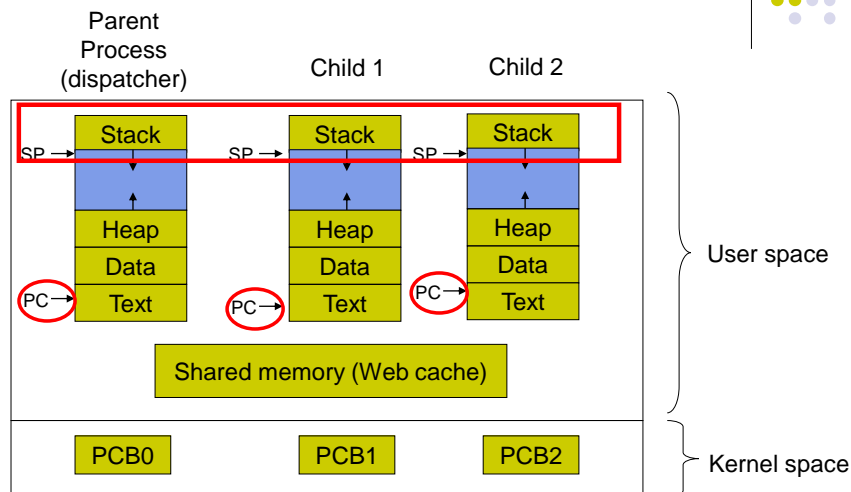 Parent
Process
(dispatcher)
Child 1
Child 2
Stack
Stack
Stack
SP
SP
SP
Heap
Heap
Heap
Data
Data
Data
User space
PC
Text
PC
Text
PC
Text
Shared memory (Web cache)
PCB0
PCB1
PCB2
Kernel space